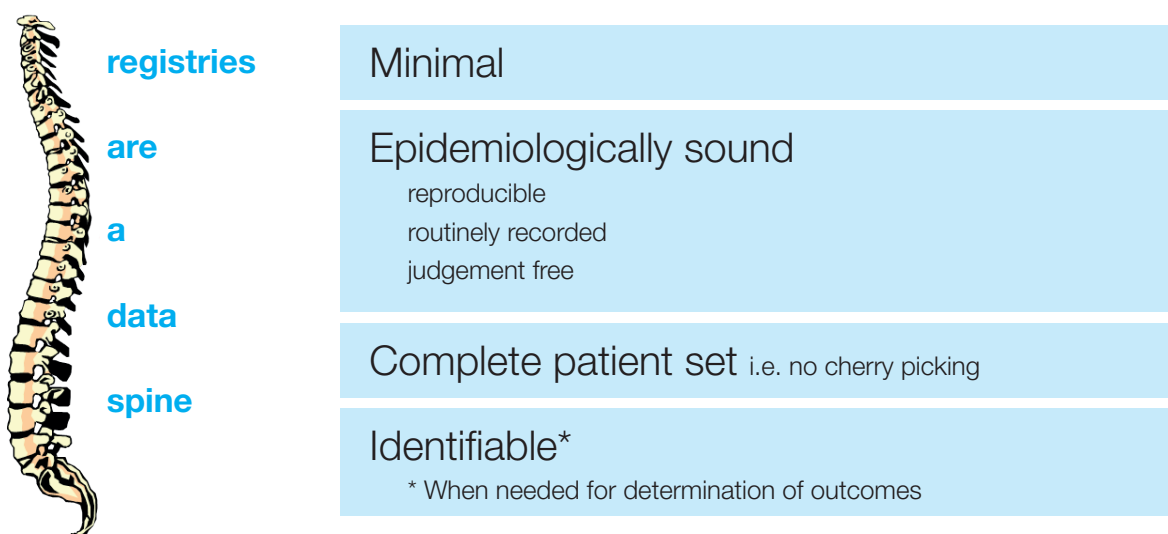 registries
are
a
data
spine
Minimal
Epidemiologically sound
reproducible
routinely recorded
judgement free
Complete patient set i.e. no cherry picking
Identifiable*
* When needed for determination of outcomes